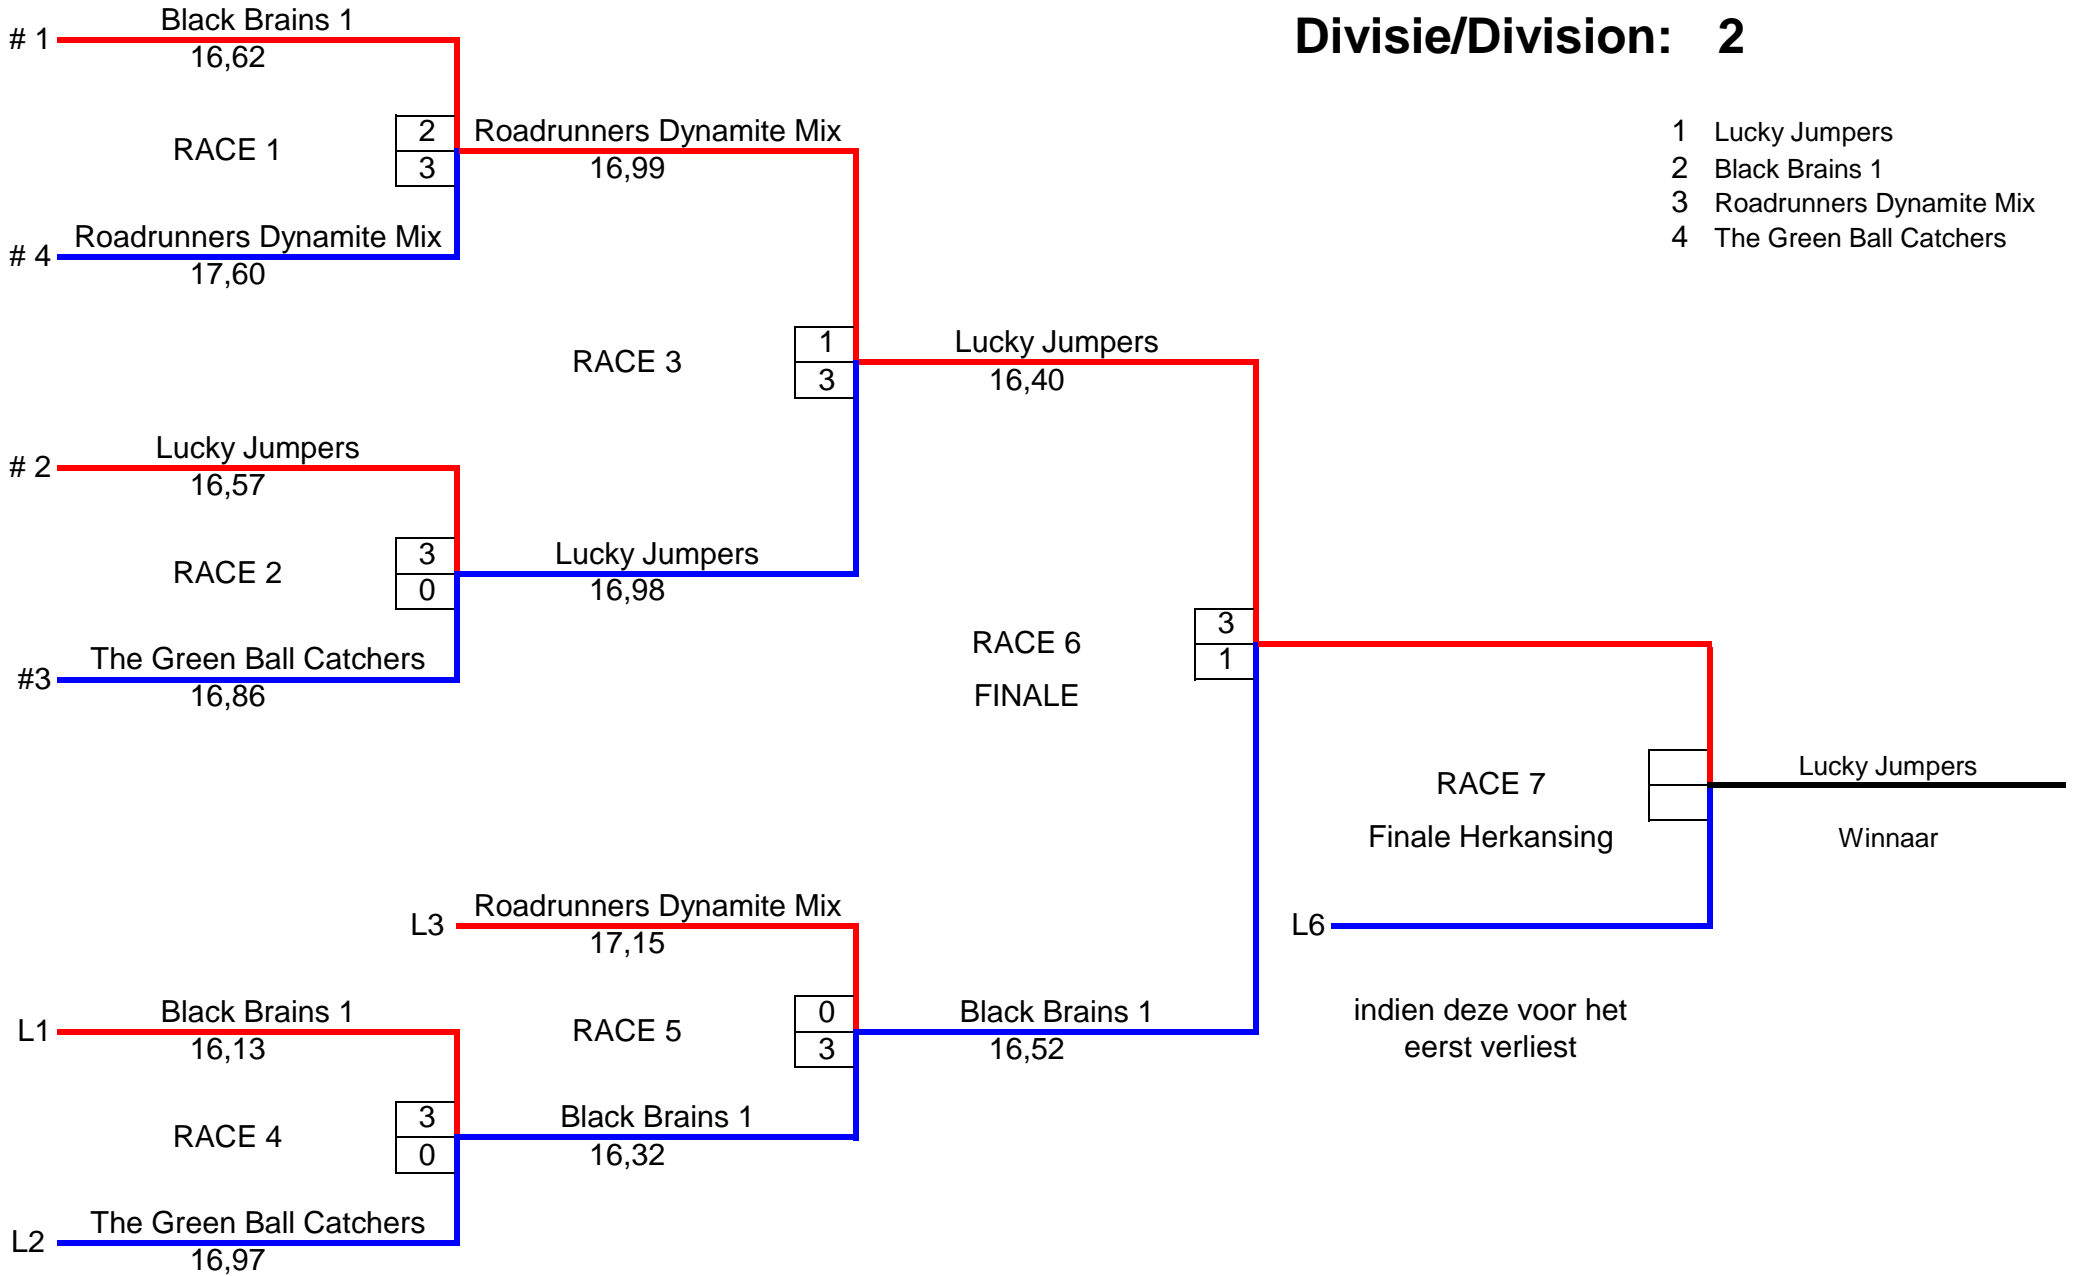 Divisie/Division: 2
1 Lucky Jumpers
2 Black Brains 1
3 Roadrunners Dynamite Mix
4 The Green Ball Catchers
# 1 Black Brains 1
16,62
RACE 1
2
3
# 4 Roadrunners Dynamite Mix
17,60
Roadrunners Dynamite Mix
16,99
RACE 3
1
3
# 2 Lucky Jumpers
16,57
RACE 2
3
0
#3 The Green Ball Catchers
16,86
Lucky Jumpers
16,98
Lucky Jumpers
16,40
RACE 6
FINALE
3
1
RACE 7
Finale Herkansing
Lucky Jumpers
Winnaar
L6
indien deze voor het
eerst verliest
L3 Roadrunners Dynamite Mix
17,15
RACE 5
0
3
Black Brains 1
16,52
L1 Black Brains 1
16,13
RACE 4
3
0
Black Brains 1
16,32
L2 The Green Ball Catchers
16,97